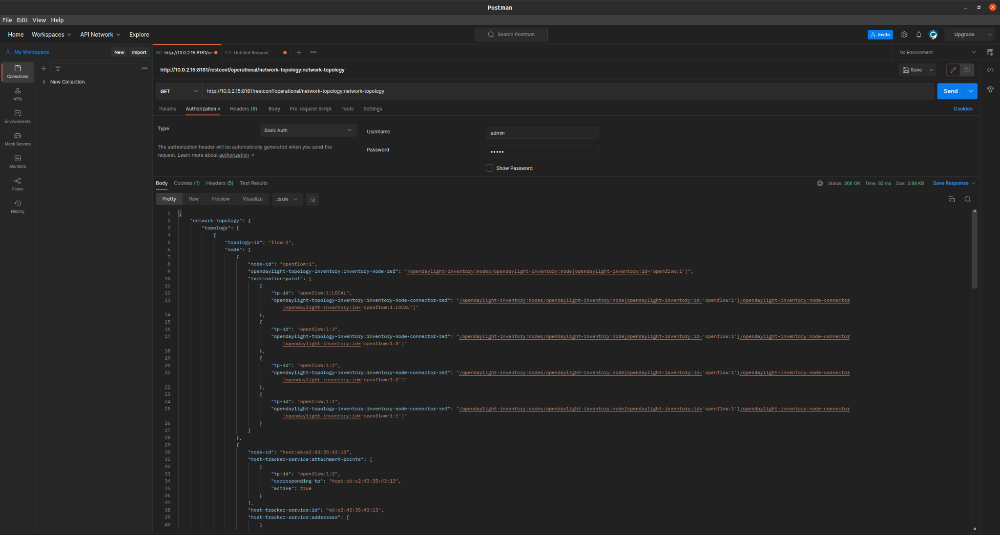 Postman
File Edit View Help
Home Workspaces API Network Explore
Search Postman
Invite
Upgrade
My Workspace
New Import
GET http://10.0.2.15:8181/re
PUT Untitled Request
No Environment
Collections
APIs
Environments
Mock Servers
Monitors
Flows
History
New Collection
http://10.0.2.15:8181/restconf/operational/network-topology:network-topology
Save
GET http://10.0.2.15:8181/restconf/operational/network-topology:network-topology
Send
Params Authorization Headers (8) Body Pre-request Script Tests Settings
Cookies
Type
Basic Auth
The authorization header will be automatically generated when you send the
request. Learn more about authorization ↗
Username admin
Password •••••
Show Password
Body Cookies (1) Headers (5) Test Results
Status: 200 OK Time: 82 ms Size: 3.99 KB Save Response
Pretty Raw Preview Visualize JSON
1 {
2 "network-topology": {
3 "topology": [
4 {
5 "topology-id": "flow:1",
6 "node": [
7 {
8 "node-id": "openflow:1",
9 "opendaylight-topology-inventory:inventory-node-ref": "/opendaylight-inventory:nodes/opendaylight-inventory:node[opendaylight-inventory:id='openflow:1']",
10 "termination-point": [
11 {
12 "tp-id": "openflow:1:LOCAL",
13 "opendaylight-topology-inventory:inventory-node-connector-ref": "/opendaylight-inventory:nodes/opendaylight-inventory:node[opendaylight-inventory:id='openflow:1']/opendaylight-inventory:node-connector
[opendaylight-inventory:id='openflow:1:LOCAL']"
14 },
15 {
16 "tp-id": "openflow:1:3",
17 "opendaylight-topology-inventory:inventory-node-connector-ref": "/opendaylight-inventory:nodes/opendaylight-inventory:node[opendaylight-inventory:id='openflow:1']/opendaylight-inventory:node-connector
[opendaylight-inventory:id='openflow:1:3']"
18 },
19 {
20 "tp-id": "openflow:1:2",
21 "opendaylight-topology-inventory:inventory-node-connector-ref": "/opendaylight-inventory:nodes/opendaylight-inventory:node[opendaylight-inventory:id='openflow:1']/opendaylight-inventory:node-connector
[opendaylight-inventory:id='openflow:1:2']"
22 },
23 {
24 "tp-id": "openflow:1:1",
25 "opendaylight-topology-inventory:inventory-node-connector-ref": "/opendaylight-inventory:nodes/opendaylight-inventory:node[opendaylight-inventory:id='openflow:1']/opendaylight-inventory:node-connector
[opendaylight-inventory:id='openflow:1:1']"
26 }
27 ]
28 },
29 {
30 "node-id": "host:e6:e2:43:35:43:13",
31 "host-tracker-service:attachment-points": [
32 {
33 "tp-id": "openflow:1:2",
34 "corresponding-tp": "host:e6:e2:43:35:43:13",
35 "active": true
36 }
37 ],
38 "host-tracker-service:id": "e6:e2:43:35:43:13",
39 "host-tracker-service:addresses": [
40 {